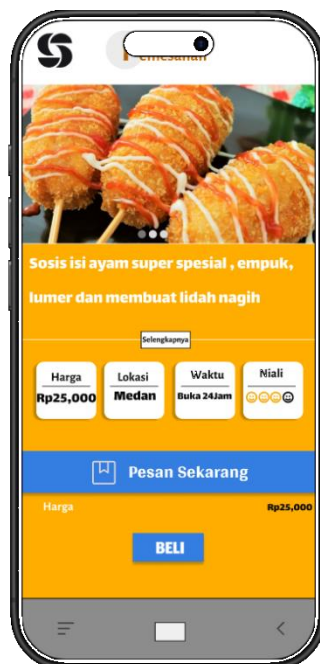 Sosis isi ayam super spesial , empuk,
lumer dan membuat lidah nagih
Selengkapnya
Harga
Rp25,000
Lokasi
Medan
Waktu
Buka 24Jam
Niali
Pesan Sekarang
Harga
Rp25,000
BELI